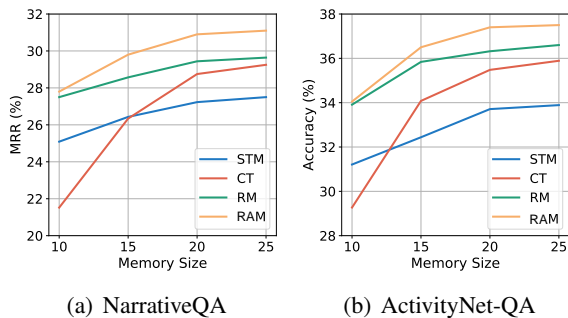 32
30
28
26
24
22
20
10
15
20
25
MRR (%)
Memory Size
STM
CT
RM
RAM
(a) NarrativeQA
38
36
34
32
30
28
10
15
20
25
Accuracy (%)
Memory Size
STM
CT
RM
RAM
(b) ActivityNet-QA